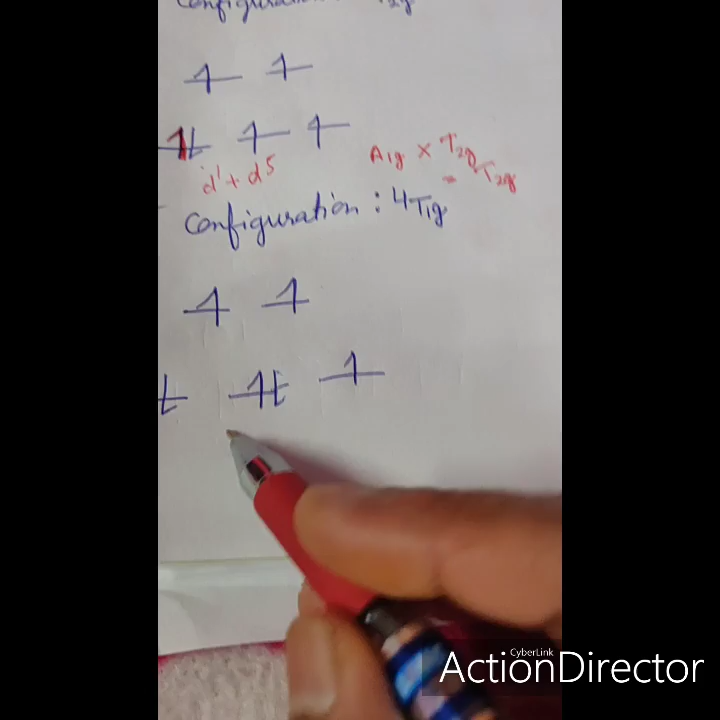 Configuration :
d¹ + d⁵
A₁g × T₂g = T₂g
Configuration : ⁴T₁g
CyberLink
ActionDirector